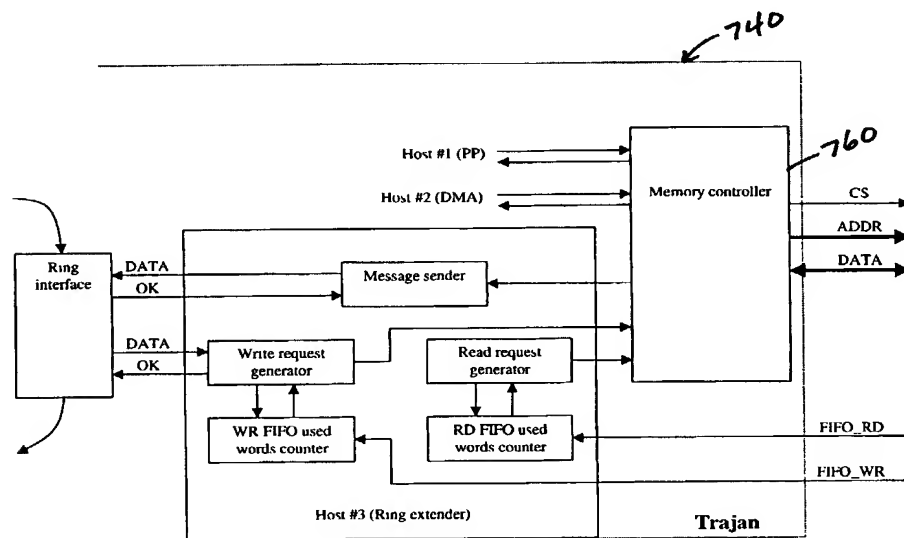 740
760
Host #1 (PP)
Memory controller
CS
Host #2 (DMA)
ADDR
Ring
interface
DATA
Message sender
DATA
OK
DATA
Write request
generator
Read request
generator
OK
WR FIFO used
words counter
RD FIFO used
words counter
FIFO_RD
FIFO_WR
Host #3 (Ring extender)
Trajan